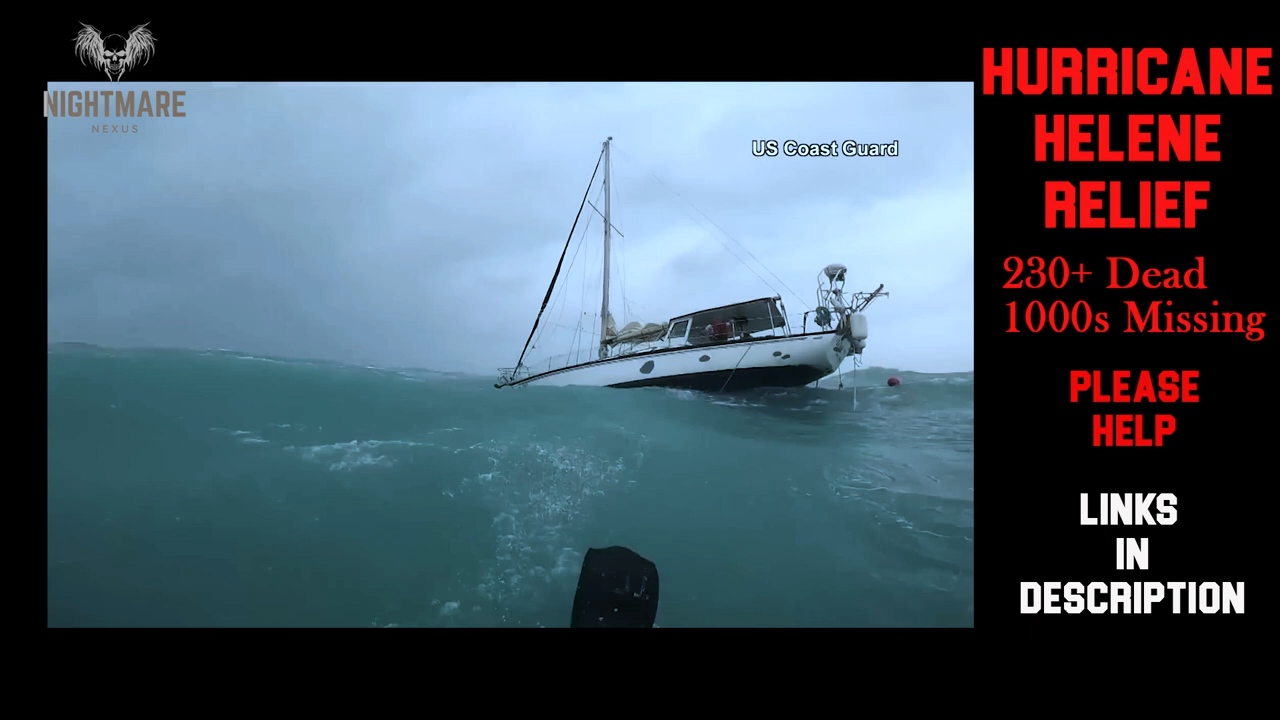 NIGHTMARE
NEXUS
US Coast Guard
HURRICANE
HELENE
RELIEF
230+ Dead
1000s Missing
PLEASE
HELP
LINKS
IN
DESCRIPTION